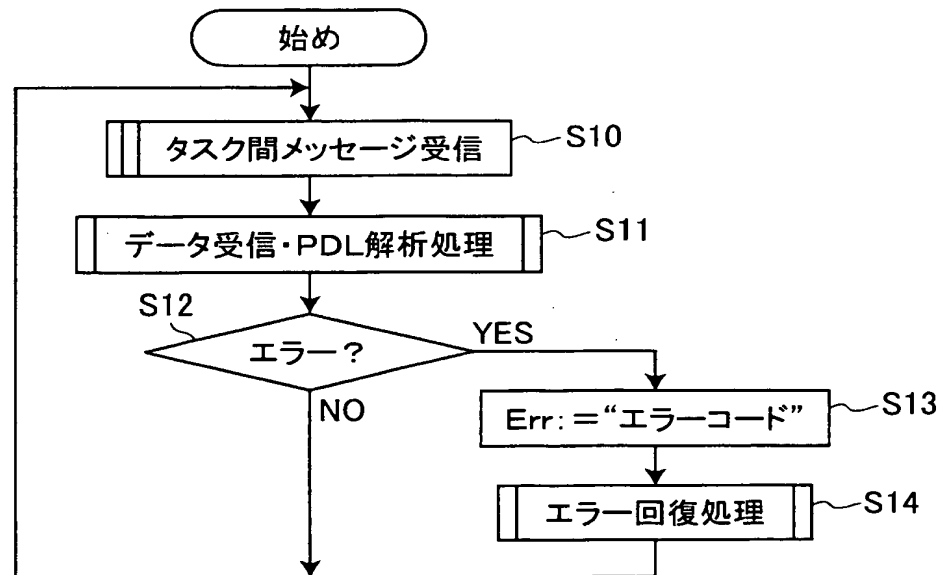 始め
タスク間メッセージ受信
S10
データ受信・PDL解析処理
S11
S12
エラー?
YES
NO
Err:=“エラーコード”
S13
エラー回復処理
S14